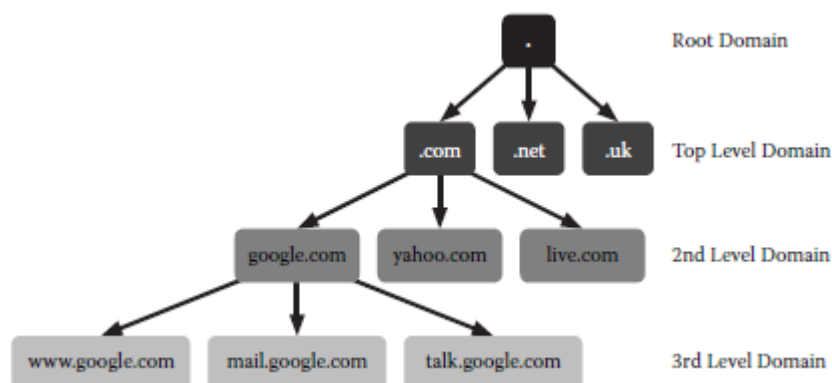 .
Root Domain
.com
.net
.uk
Top Level Domain
google.com
yahoo.com
live.com
2nd Level Domain
www.google.com
mail.google.com
talk.google.com
3rd Level Domain